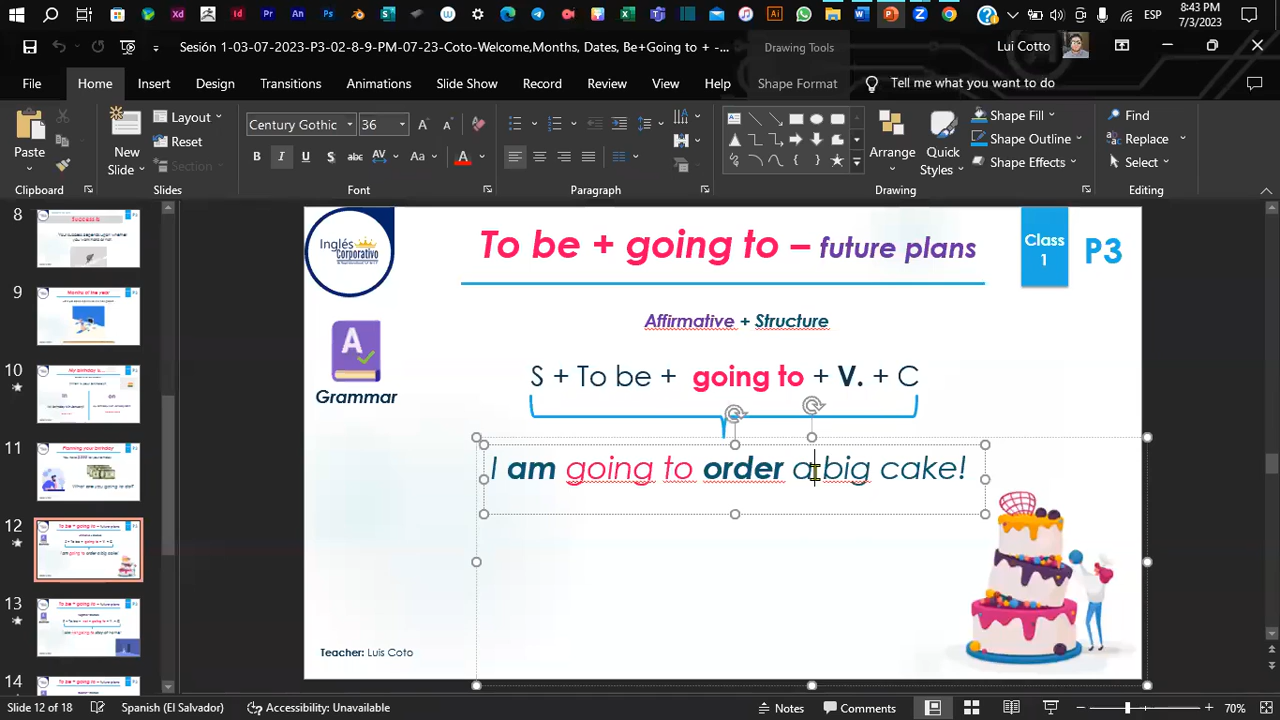 8:43 PM
ESP
7/3/2023
Sesión 1-03-07-2023-P3-02-8-3-PM-07-23-Coto-Welcome,Months, Dates, Be+Going to + -...
Drawing Tools
Lui Cotto
File
Home
Insert
Design
Transitions
Animations
Slide Show
Record
Review
View
Help
Shape Format
Tell me what you want to do
Paste
New
Slide
Layout
Reset
Section
Century Gothic
36
Arrange
Quick
Styles
Shape Fill
Shape Outline
Shape Effects
Find
Replace
Select
Clipboard
Slides
Font
Paragraph
Drawing
Editing
8
9
10
11
12
14
Inglés
Corporativo
To be + going to - future plans
Class
1
P3
Affirmative + Structure
S + To be + going to + V. + C
Grammar
I am going to order a big cake!
Teacher: Luis Coto
Slide 12 of 18
Spanish (El Salvador)
Accessibility: Unavailable
Notes
Comments
70%